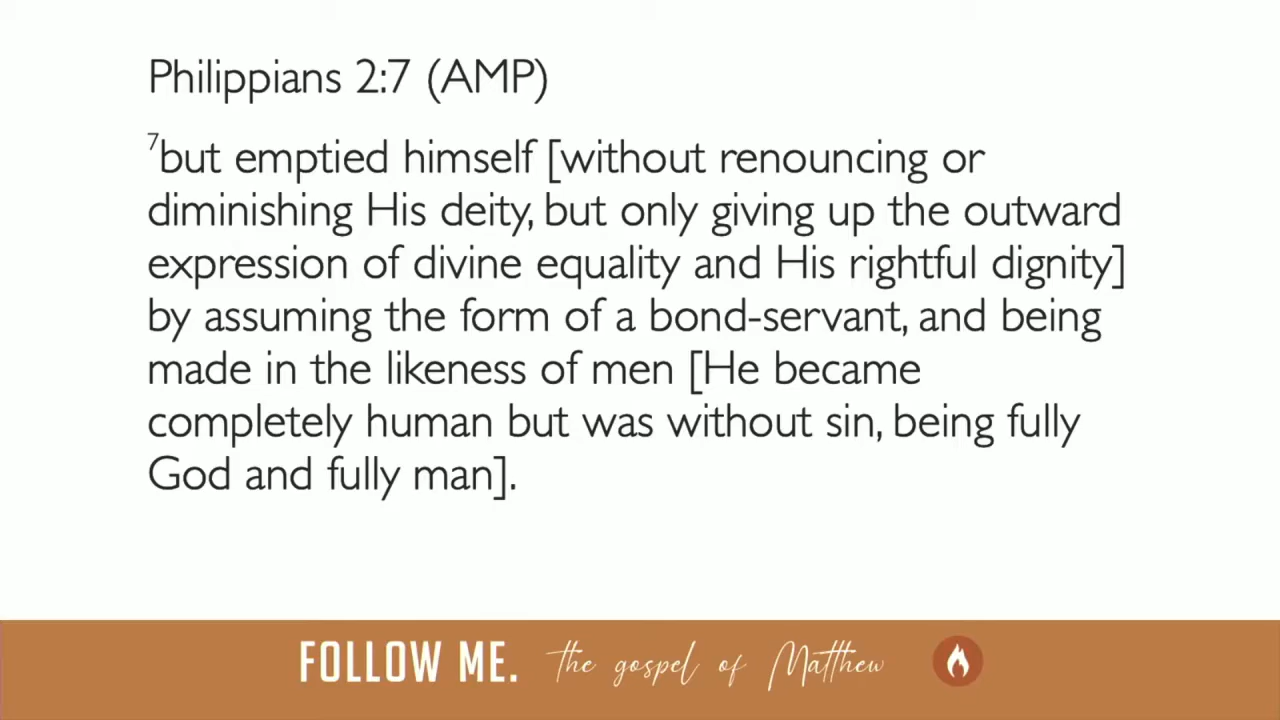 Philippians 2:7 (AMP)
7but emptied himself [without renouncing or
diminishing His deity, but only giving up the outward
expression of divine equality and His rightful dignity]
by assuming the form of a bond-servant, and being
made in the likeness of men [He became
completely human but was without sin, being fully
God and fully man].
FOLLOW ME. the gospel of Matthew